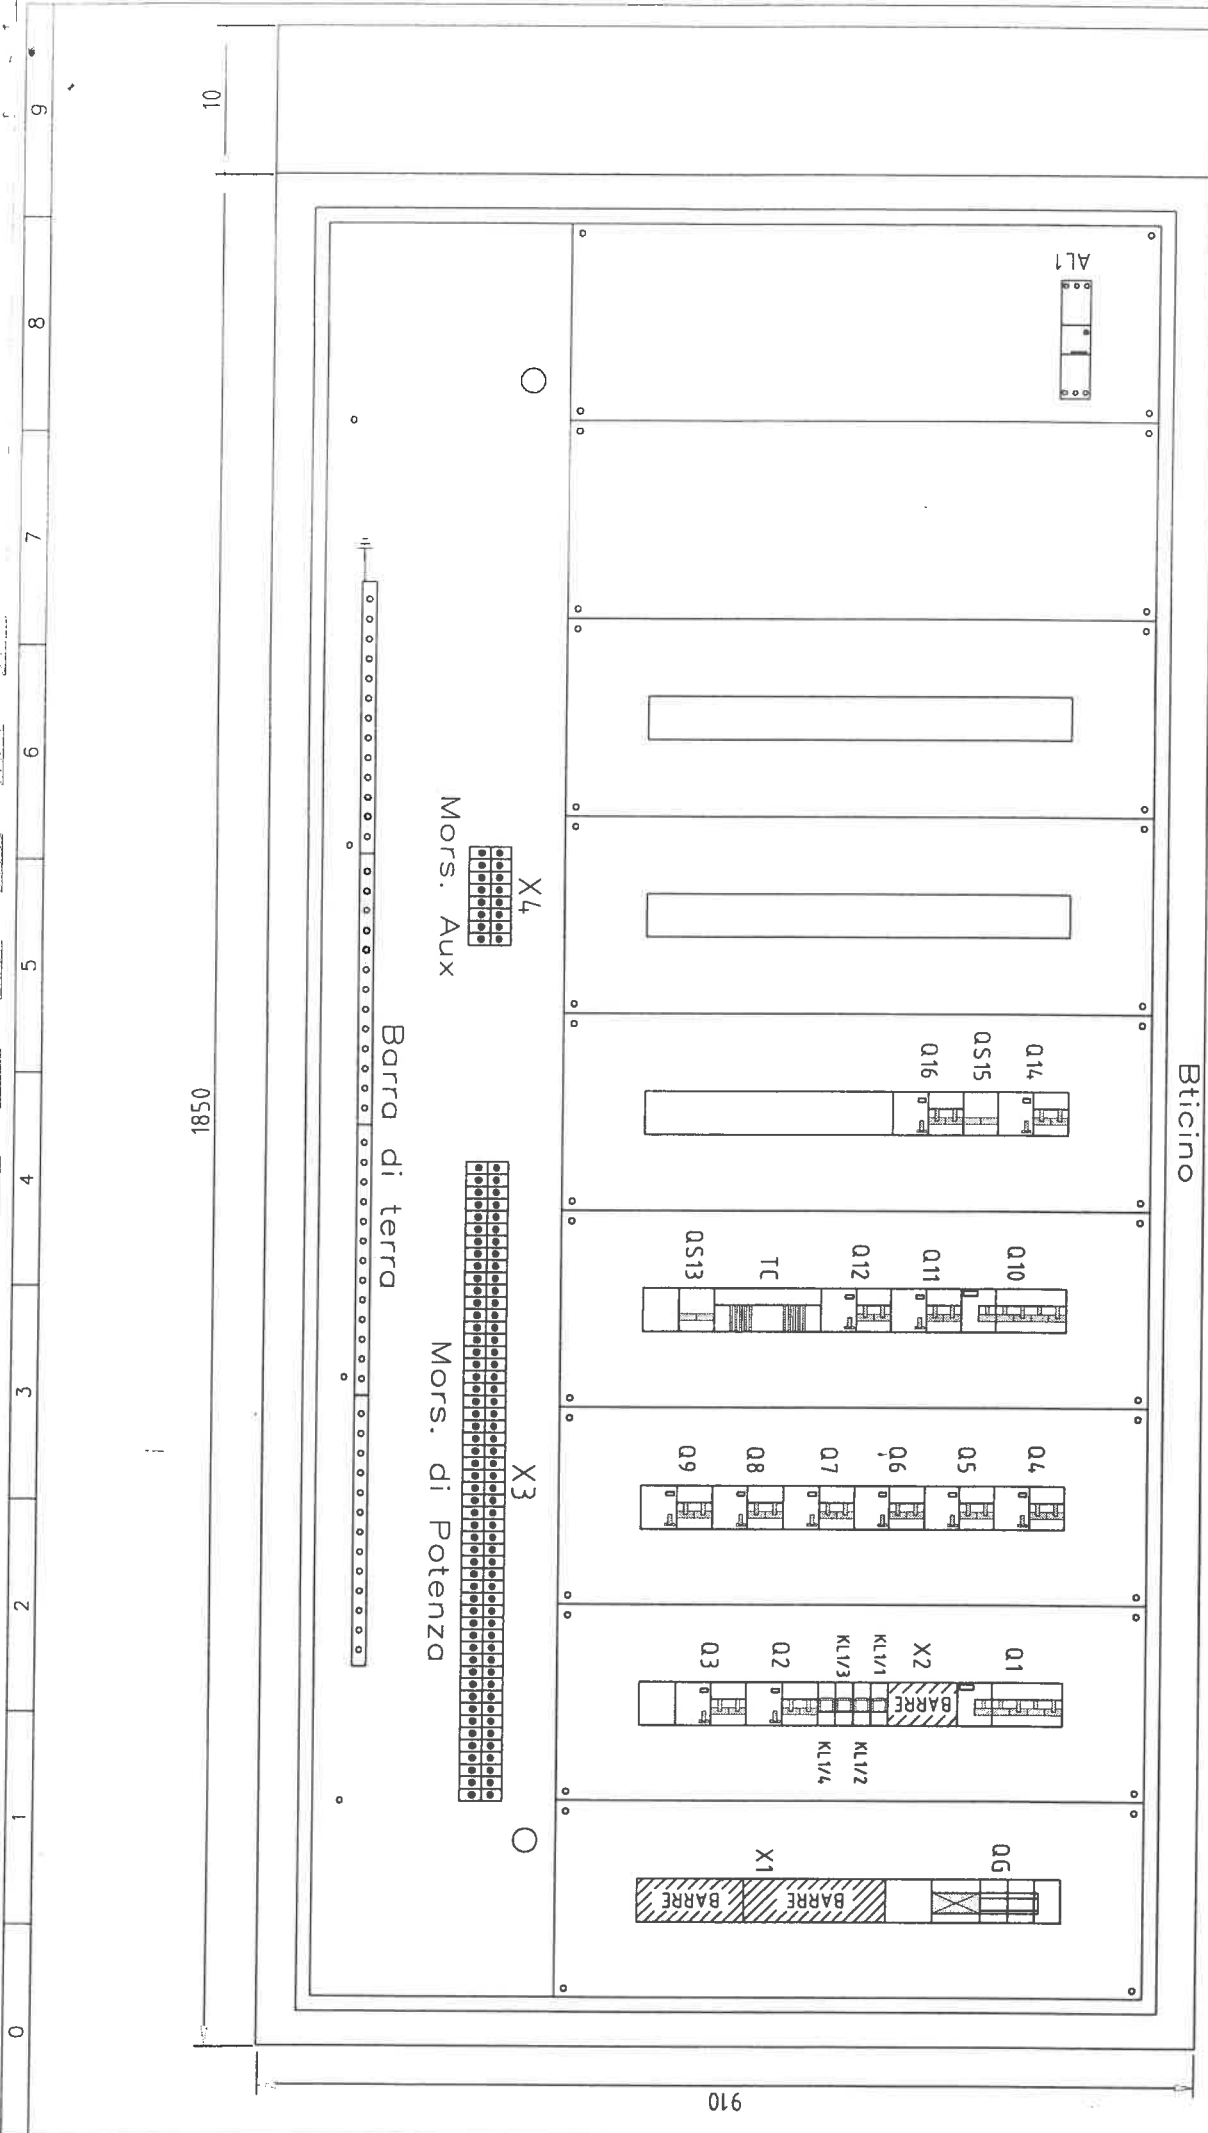 9
8
7
6
5
4
3
2
1
0
10
1850
910
Bticino
AL1
Q14
QS15
Q16
Q10
Q11
Q12
TC
QS13
Q4
Q5
Q6
Q7
Q8
Q9
Q1
X2
BARRE
KL1/1
KL1/2
KL1/3
KL1/4
Q2
Q3
QG
X1
BARRE
BARRE
X4
Mors. Aux
X3
Mors. di Potenza
Barra di terra